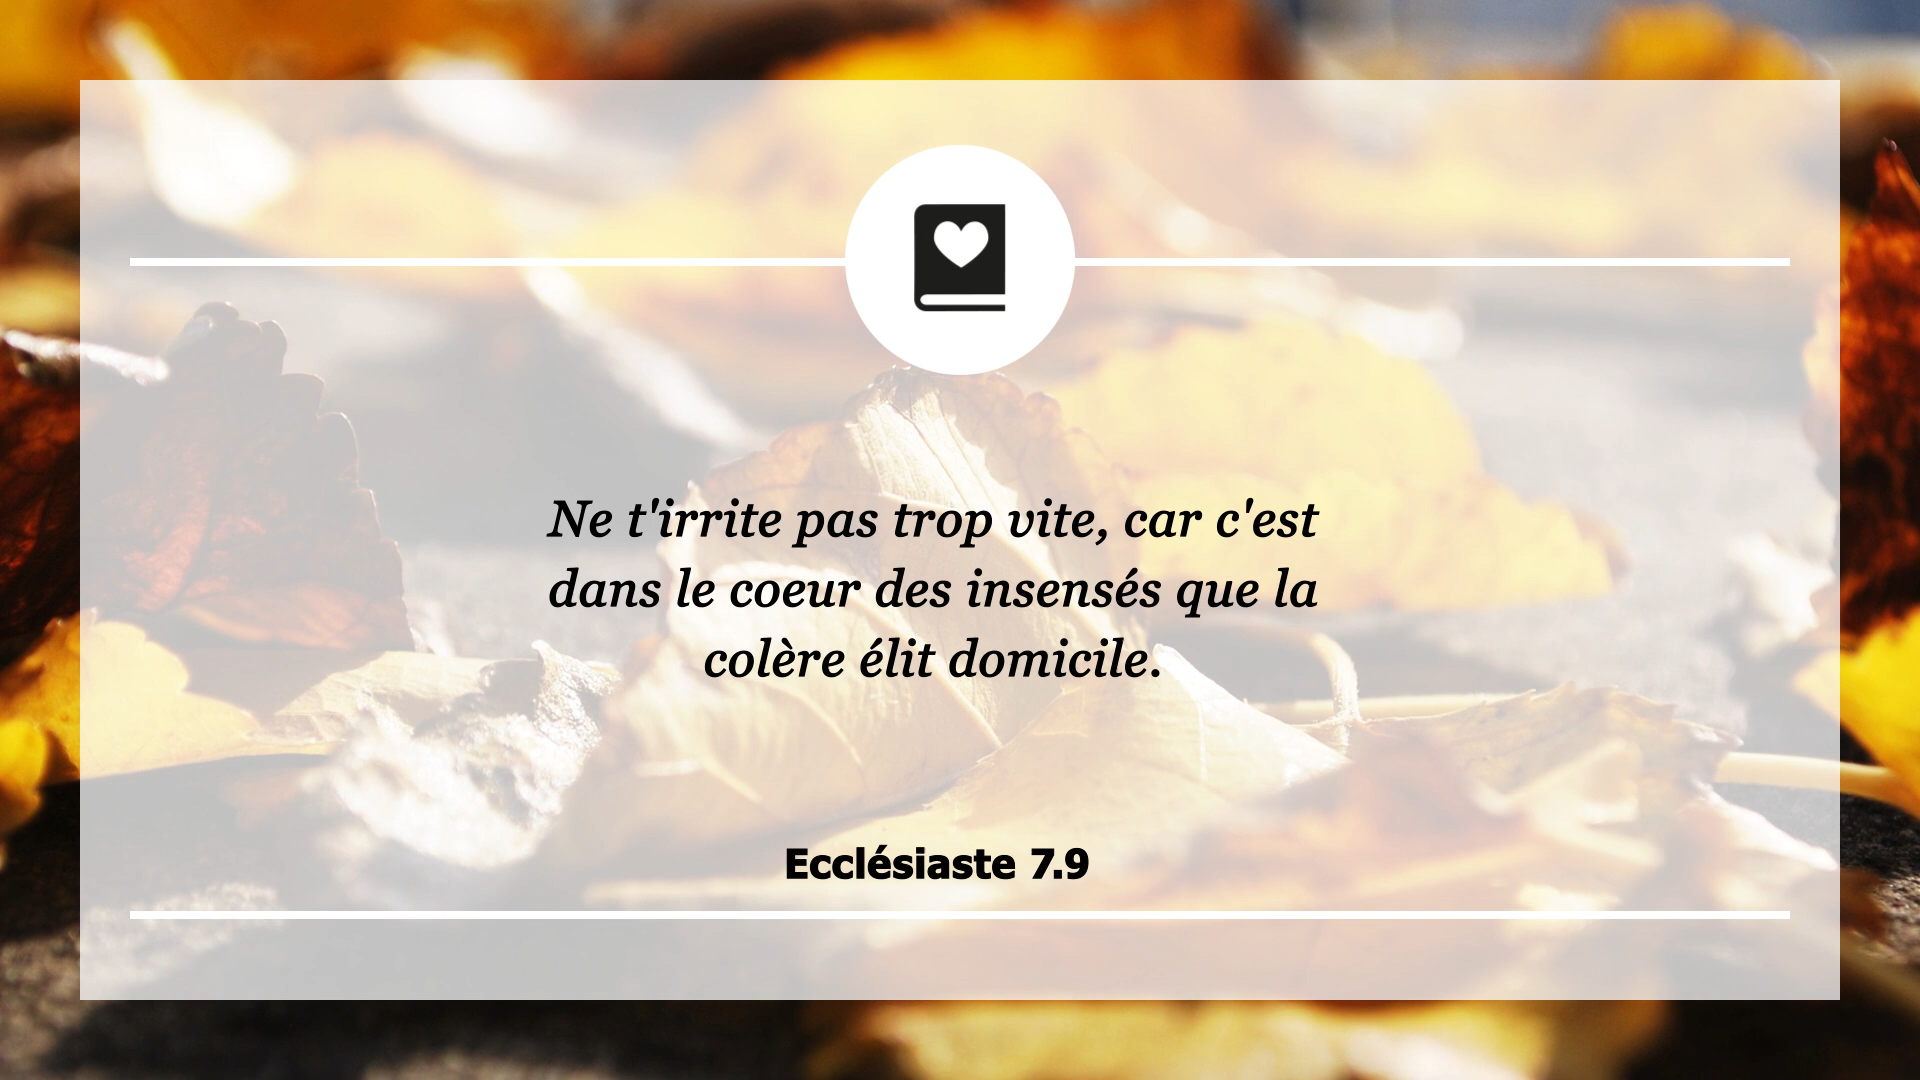 Ne t'irrite pas trop vite, car c'est
dans le coeur des insensés que la
colère élit domicile.
Ecclésiaste 7.9